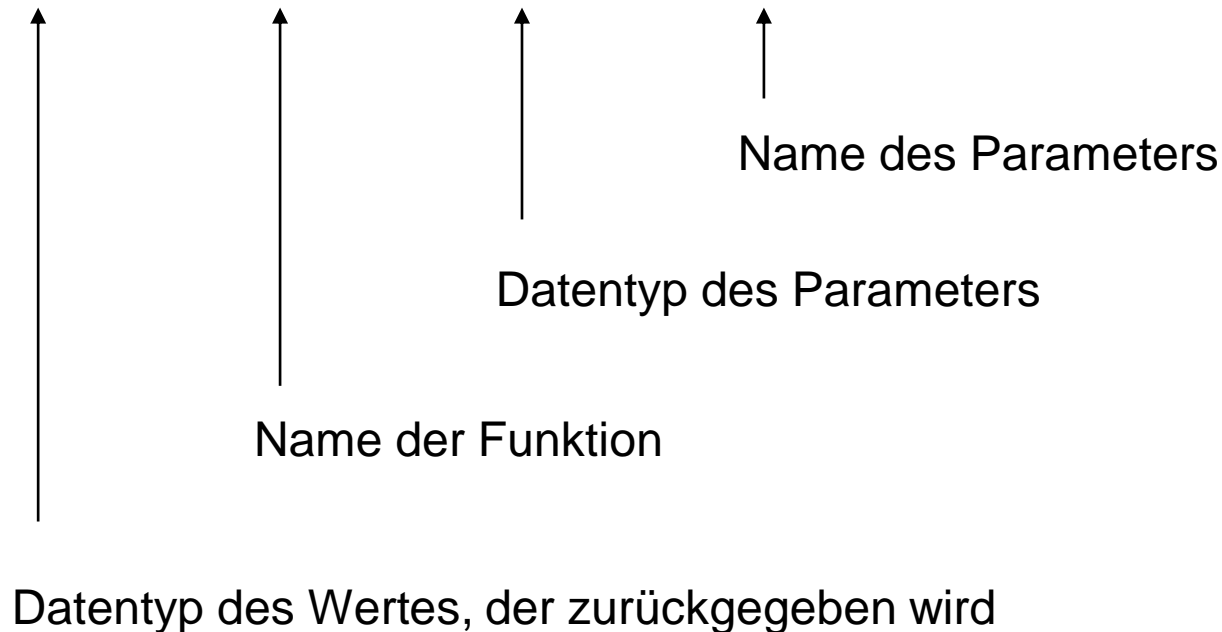 Name des Parameters
Datentyp des Parameters
Name der Funktion
Datentyp des Wertes, der zurückgegeben wird